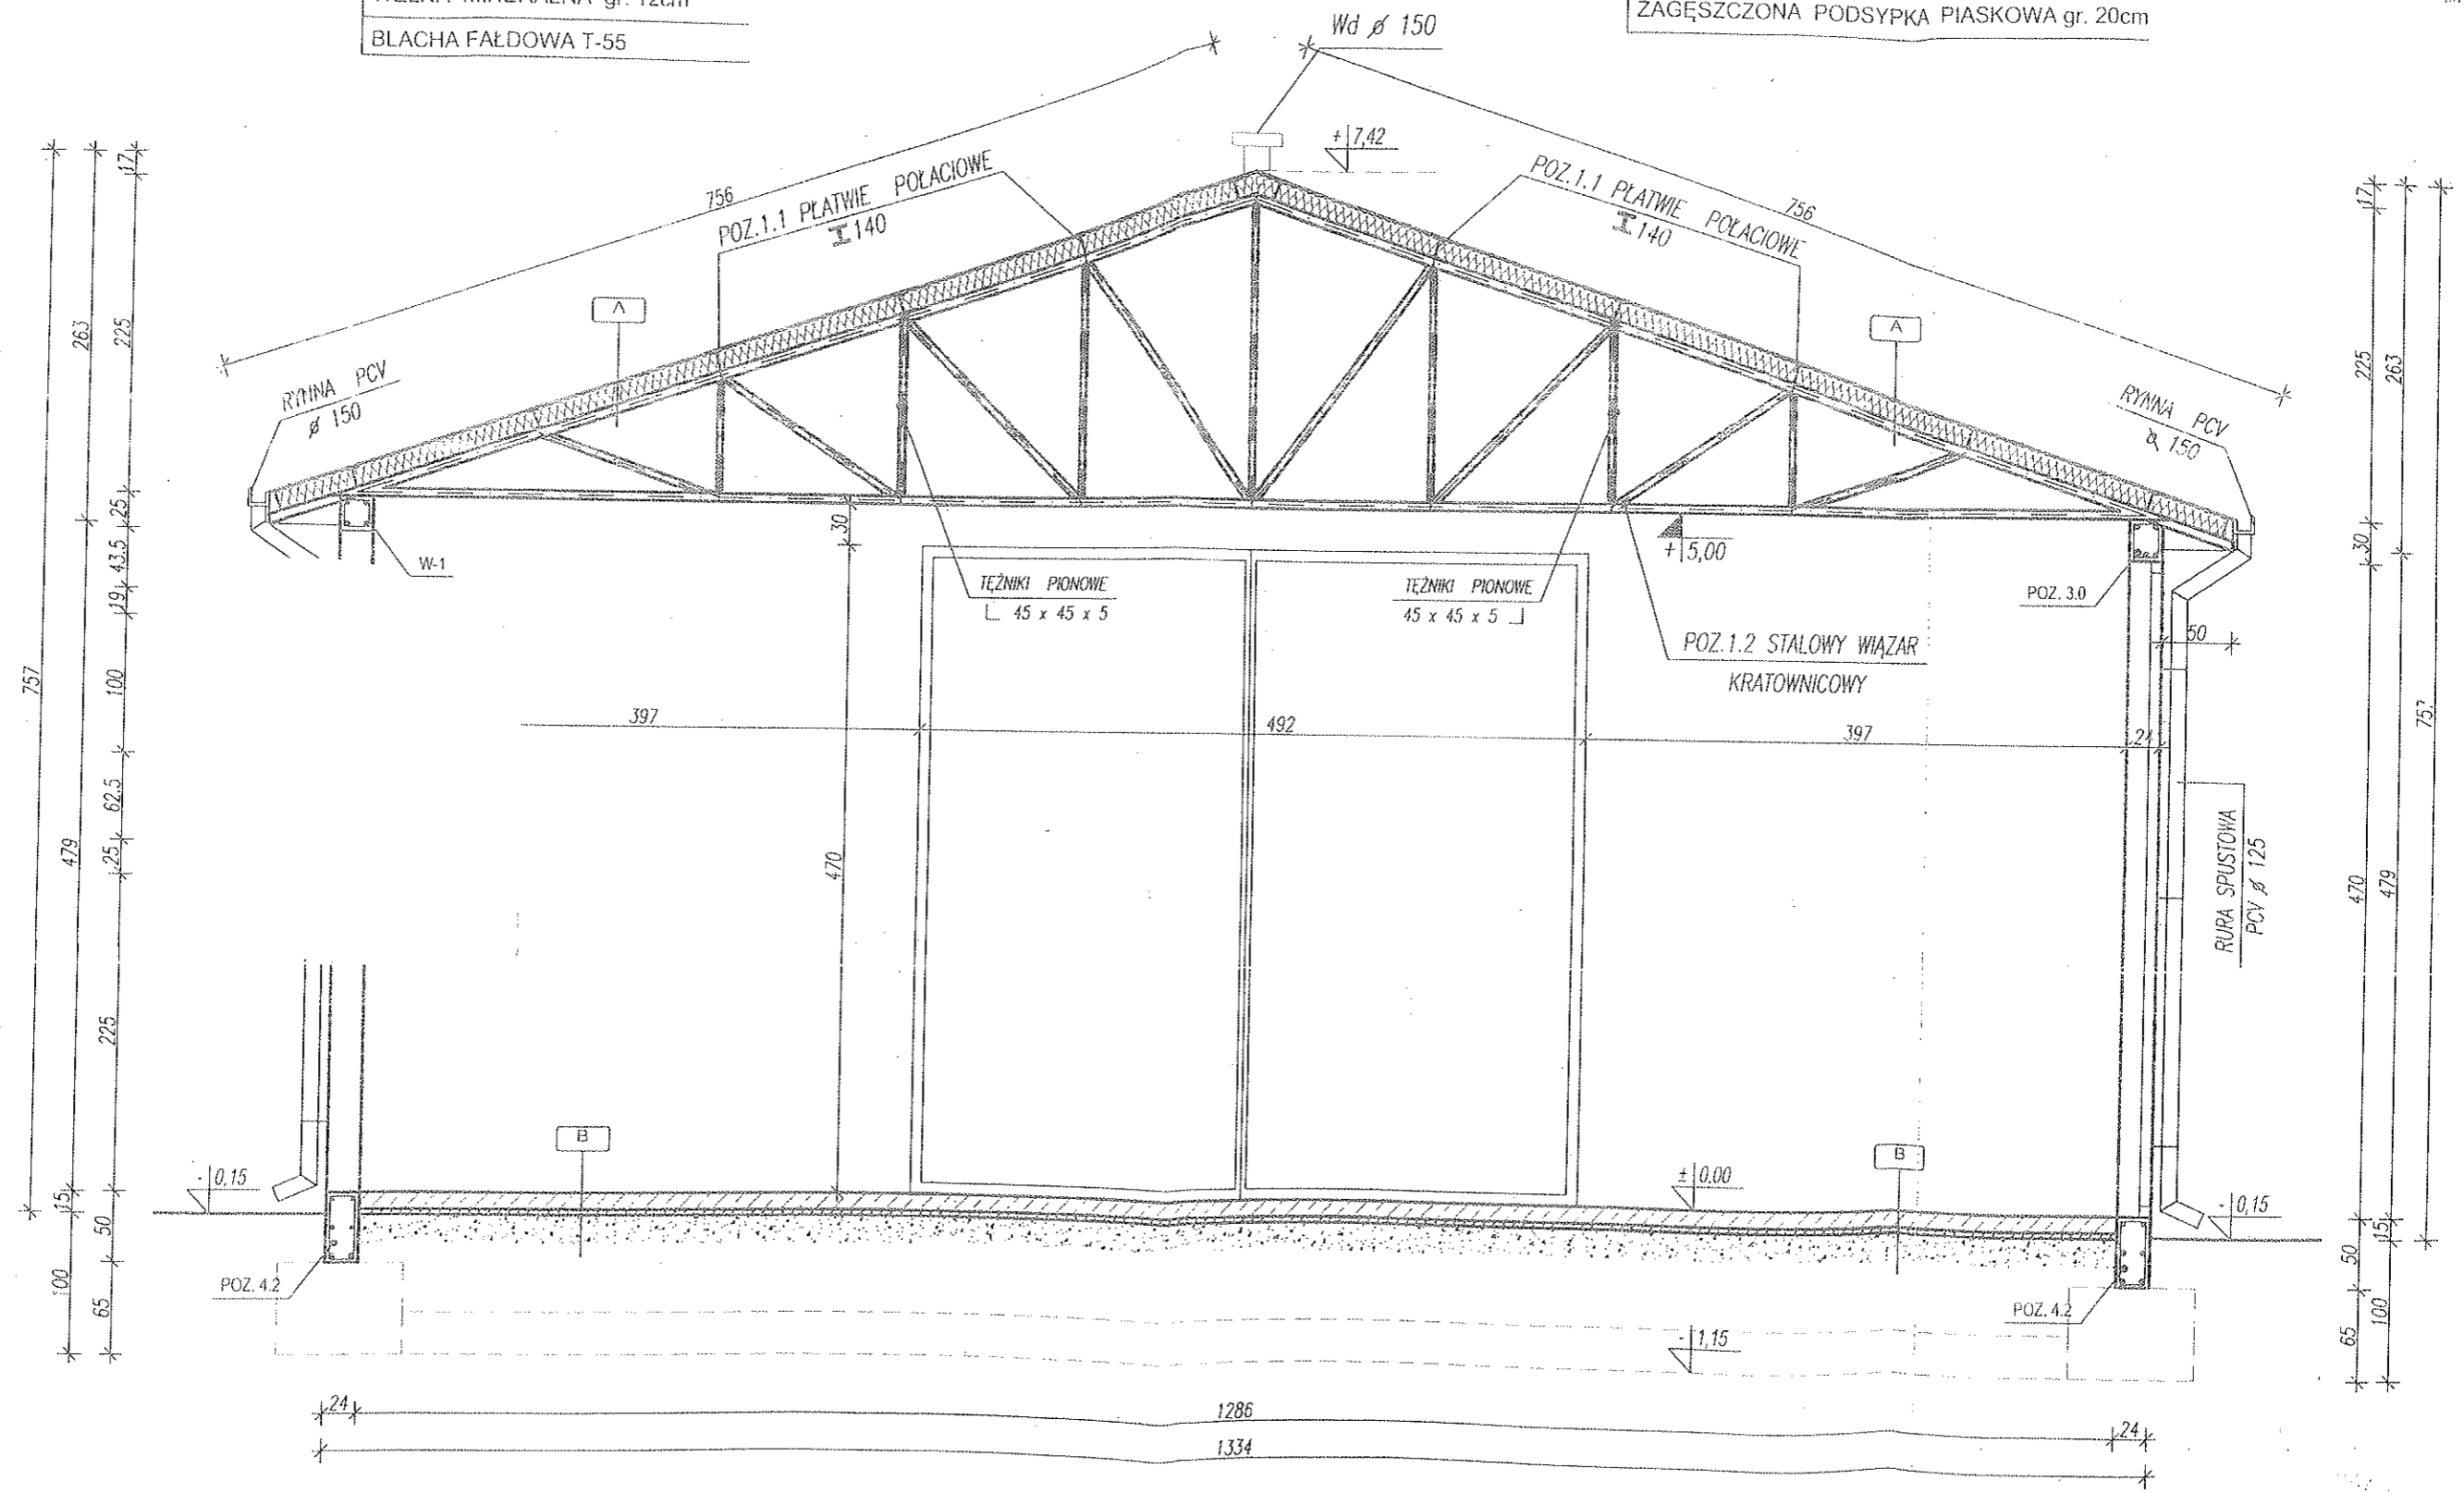 gr. 12cm
BLACHA FAŁDOWA T-55
ZAGĘSZCZONA PODSYPKA PIASKOWA gr. 20cm
Wd ø 150
+7,42
756
756
POZ.1.1 PŁATWIE POŁACIOWE
I 140
POZ.1.1 PŁATWIE POŁACIOWE
I 140
A
A
RYNNA PCV
ø 150
RYNNA PCV
ø 150
W-1
30
+5,00
TĘŻNIKI PIONOWE
L 45 x 45 x 5
TĘŻNIKI PIONOWE
45 x 45 x 5
POZ. 3.0
50
POZ.1.2 STALOWY WIĄZAR
KRATOWNICOWY
397
492
397
24
470
RURA SPUSTOWA
PCV ø 125
B
B
-0,15
±0,00
-0,15
POZ. 4.2
POZ. 4.2
-1,15
24
1286
24
1334
757
263
479
15
100
17
225
25
43.5
19
100
62.5
25
225
50
65
17
225
30
470
50
65
263
479
15
100
757